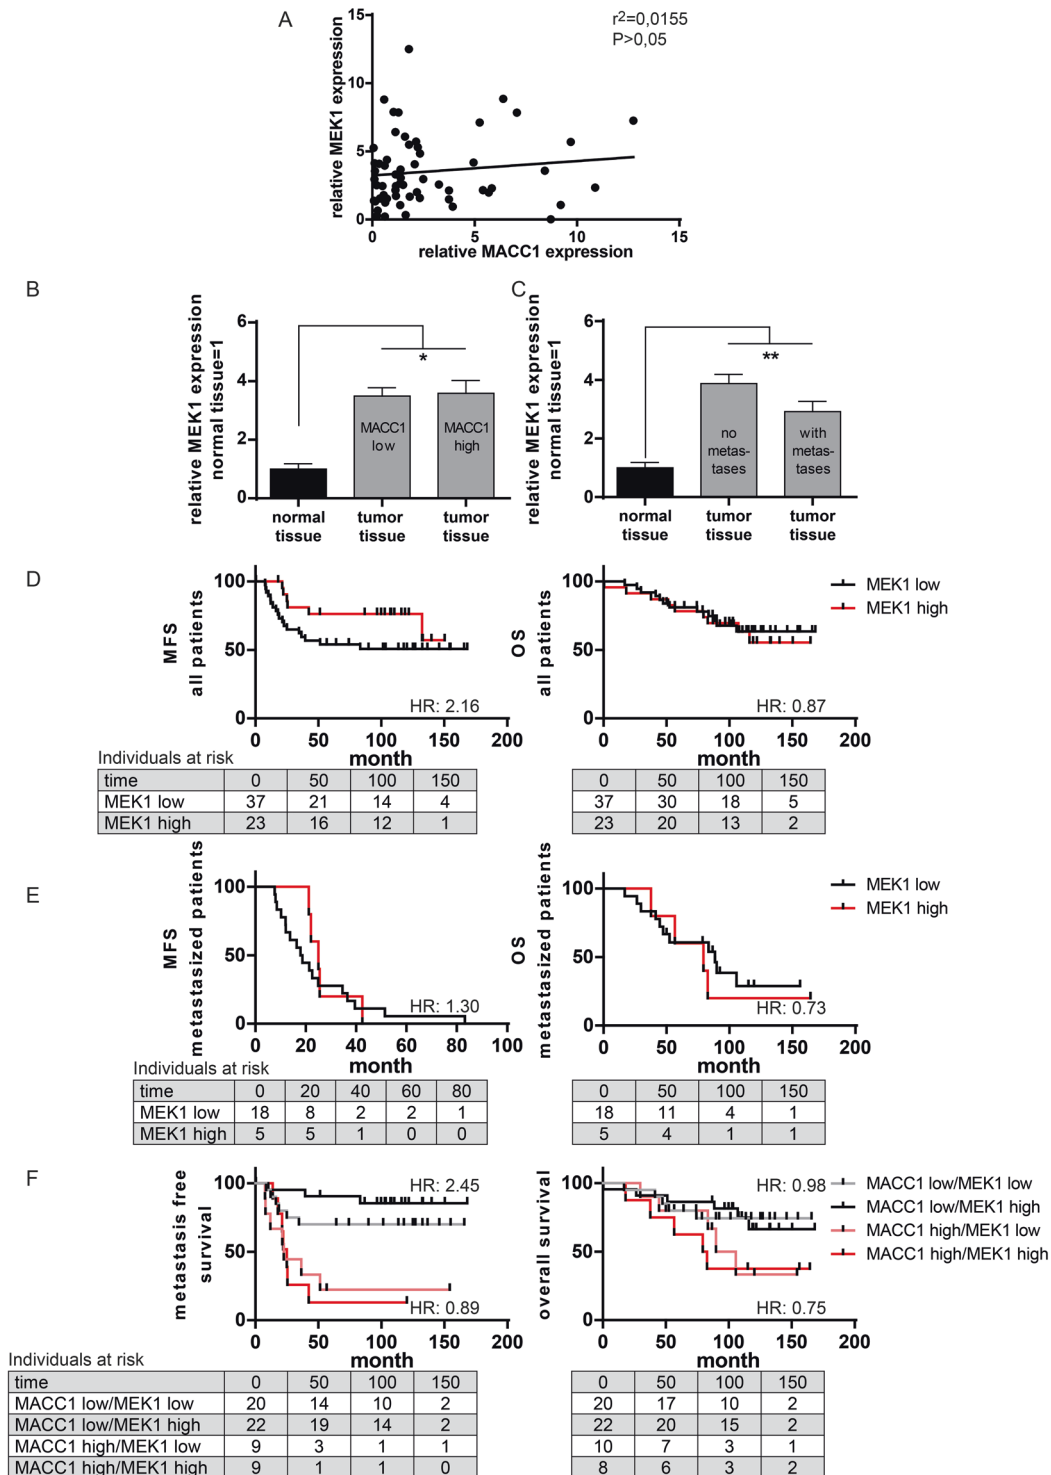 A
r2=0,0155
P>0,05
relative MEK1 expression
15
10
5
0
0 5 10 15
relative MACC1 expression
B
relative MEK1 expression
normal tissue=1
6
4
2
0
*
MACC1
low
MACC1
high
normal
tissue
tumor
tissue
tumor
tissue
C
relative MEK1 expression
normal tissue=1
6
4
2
0
**
no
metas-
tases
with
metas-
tases
normal
tissue
tumor
tissue
tumor
tissue
D
MFS
all patients
100
50
0
HR: 2.16
0 50 100 150 200
month
OS
all patients
100
50
0
HR: 0.87
0 50 100 150 200
month
MEK1 low
MEK1 high
Individuals at risk
time 0 50 100 150
MEK1 low 37 21 14 4
MEK1 high 23 16 12 1
0 50 100 150
37 30 18 5
23 20 13 2
E
MFS
metastasized patients
100
50
0
HR: 1.30
0 20 40 60 80 100
month
OS
metastasized patients
100
50
0
HR: 0.73
0 50 100 150 200
month
MEK1 low
MEK1 high
Individuals at risk
time 0 20 40 60 80
MEK1 low 18 8 2 2 1
MEK1 high 5 5 1 0 0
0 50 100 150
18 11 4 1
5 4 1 1
F
metastasis free
survival
100
50
0
HR: 2.45
HR: 0.89
0 50 100 150 200
month
overall survival
100
50
0
HR: 0.98
HR: 0.75
0 50 100 150 200
month
MACC1 low/MEK1 low
MACC1 low/MEK1 high
MACC1 high/MEK1 low
MACC1 high/MEK1 high
Individuals at risk
time 0 50 100 150
MACC1 low/MEK1 low 20 14 10 2
MACC1 low/MEK1 high 22 19 14 2
MACC1 high/MEK1 low 9 3 1 1
MACC1 high/MEK1 high 9 1 1 0
0 50 100 150
20 17 10 2
22 20 15 2
10 7 3 1
8 6 3 2